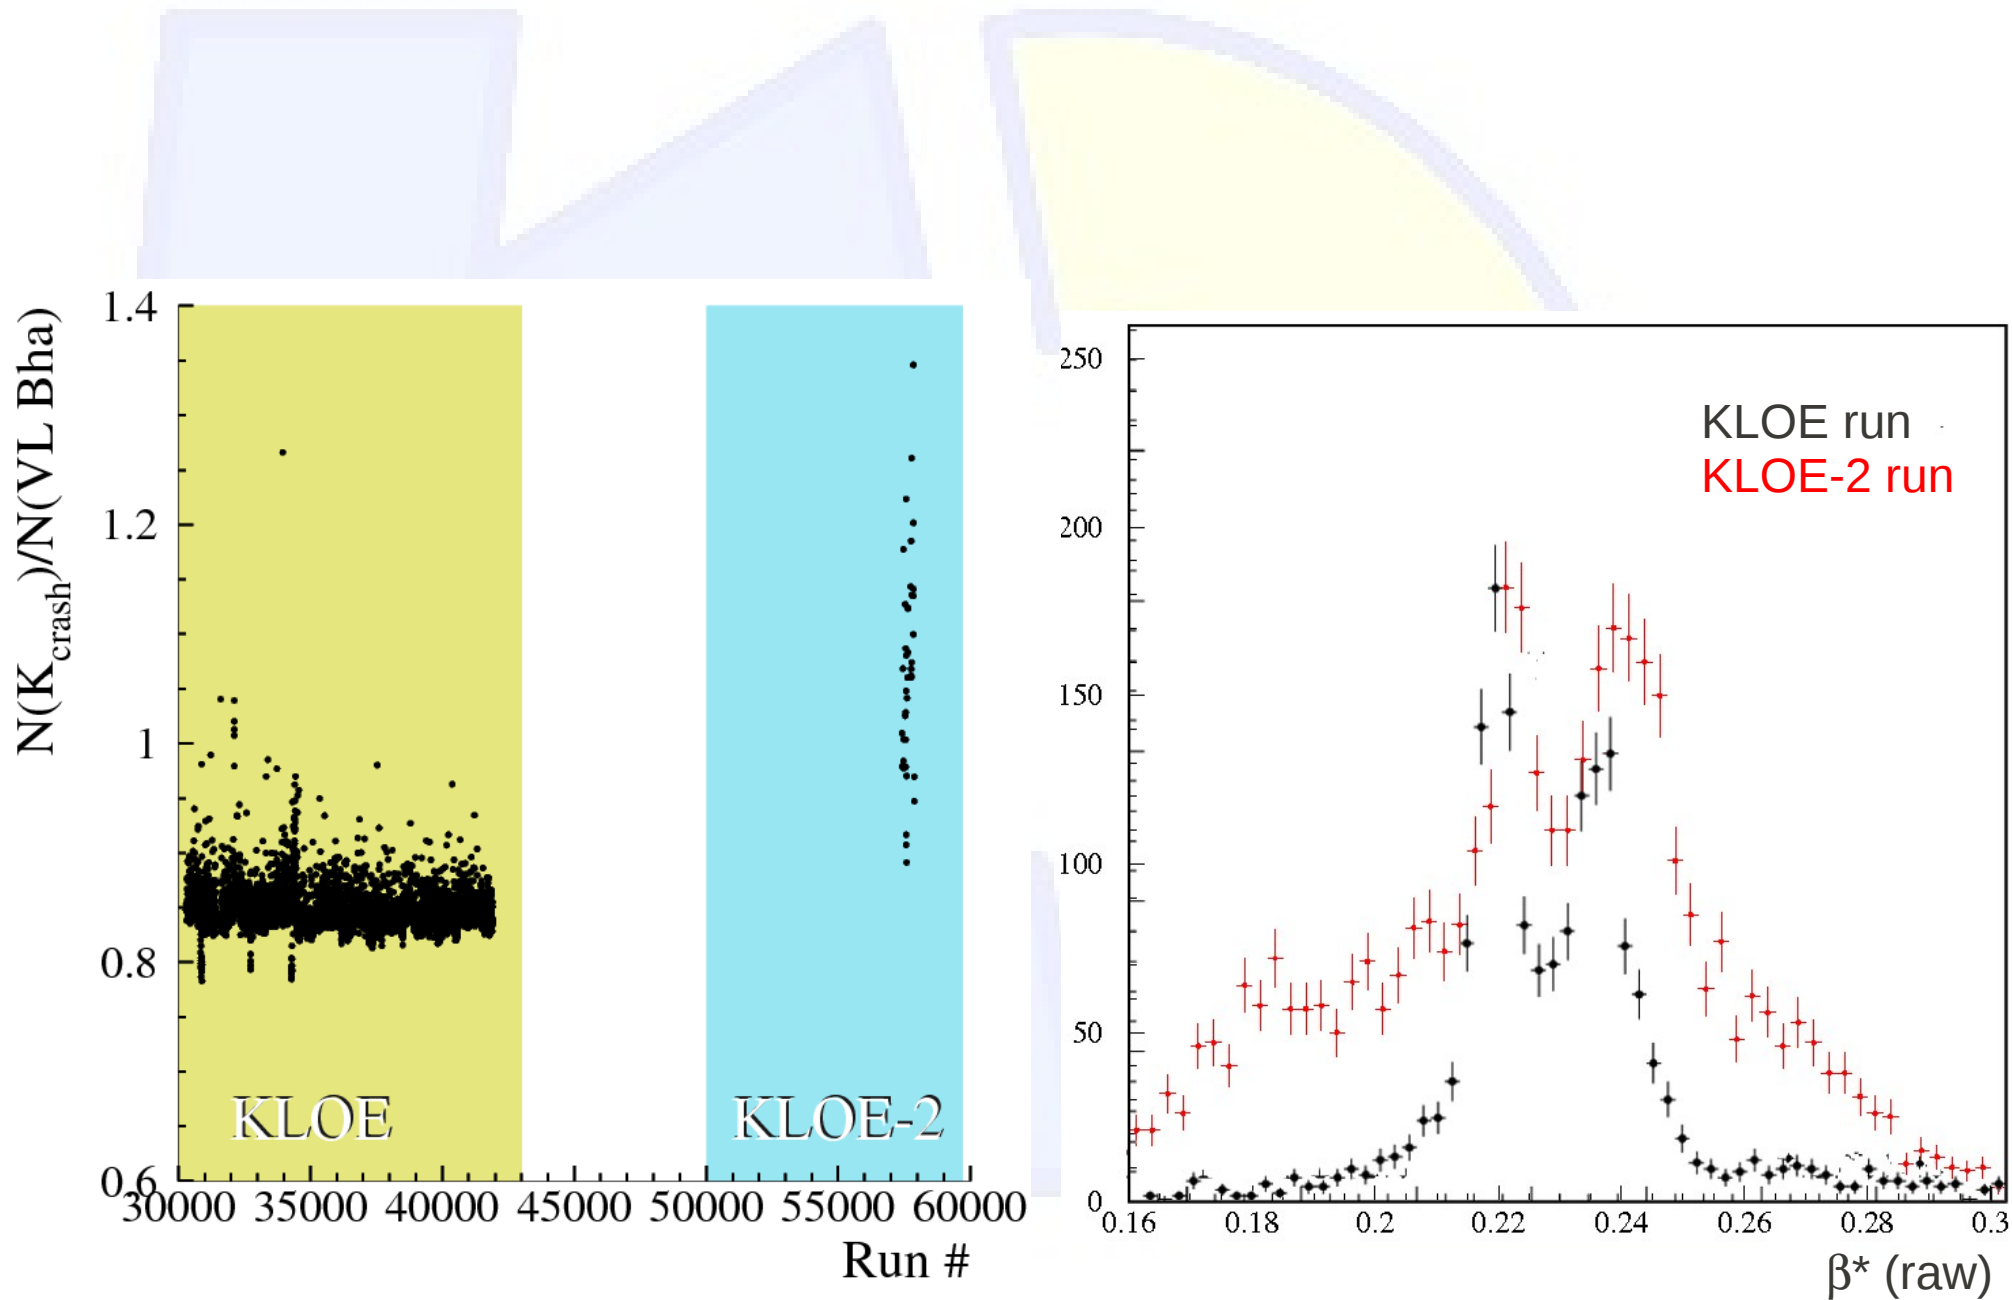 N(K_crash)/N(VL Bha)
1.4
1.2
1
0.8
0.6
KLOE
KLOE-2
30000 35000 40000 45000 50000 55000 60000
Run #
KLOE run
KLOE-2 run
250
200
150
100
50
0
0.16 0.18 0.2 0.22 0.24 0.26 0.28 0.3
β* (raw)